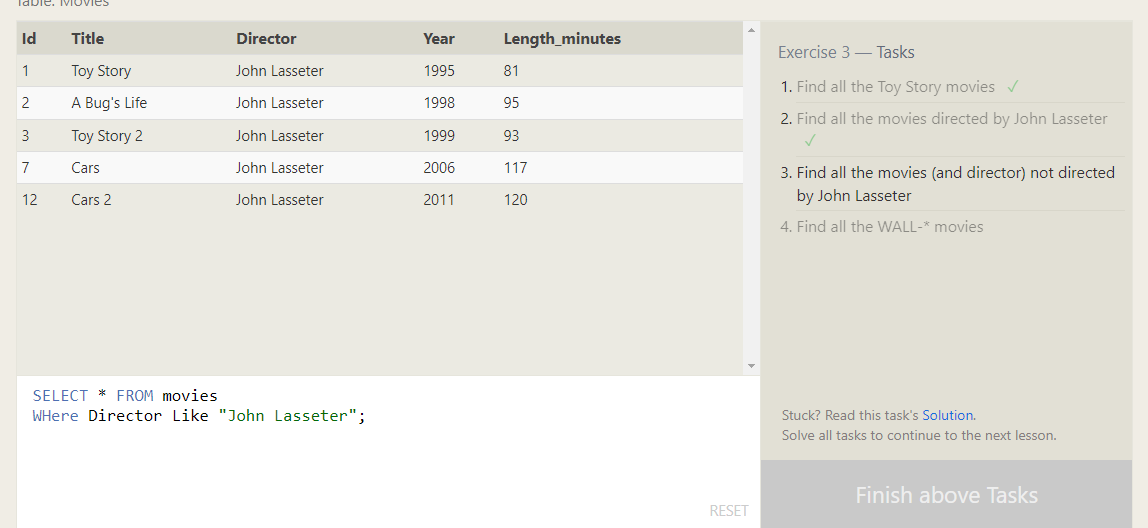 Table: Movies
Id Title Director Year Length_minutes
1 Toy Story John Lasseter 1995 81
2 A Bug's Life John Lasseter 1998 95
3 Toy Story 2 John Lasseter 1999 93
7 Cars John Lasseter 2006 117
12 Cars 2 John Lasseter 2011 120
SELECT * FROM movies
WHere Director Like "John Lasseter";
RESET
Exercise 3 — Tasks
1. Find all the Toy Story movies ✓
2. Find all the movies directed by John Lasseter
✓
3. Find all the movies (and director) not directed
by John Lasseter
4. Find all the WALL-* movies
Stuck? Read this task's Solution.
Solve all tasks to continue to the next lesson.
Finish above Tasks